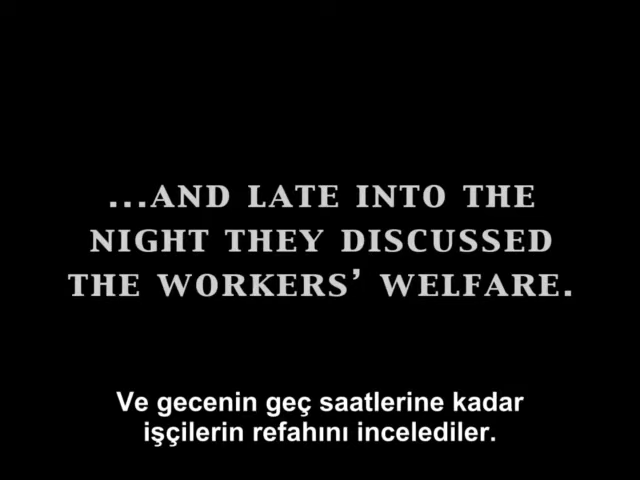 ...AND LATE INTO THE
NIGHT THEY DISCUSSED
THE WORKERS’ WELFARE.
Ve gecenin geç saatlerine kadar
işçilerin refahını incelediler.